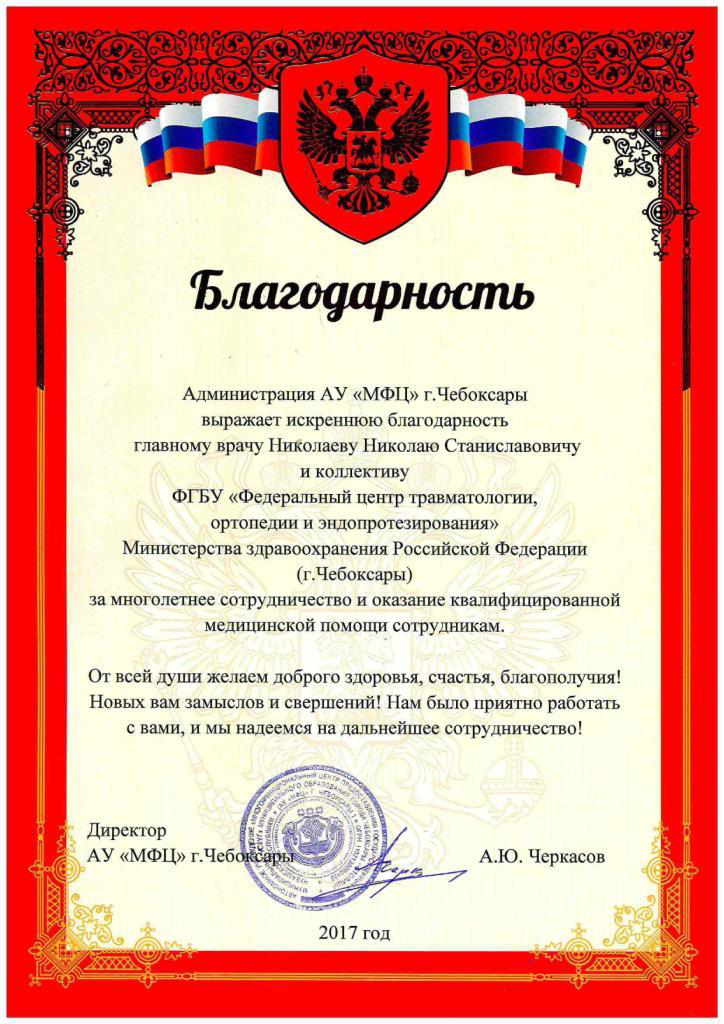 Благодарность
Администрация АУ «МФЦ» г.Чебоксары
выражает искреннюю благодарность
главному врачу Николаеву Николаю Станиславовичу
и коллективу
ФГБУ «Федеральный центр травматологии,
ортопедии и эндопротезирования»
Министерства здравоохранения Российской Федерации
(г.Чебоксары)
за многолетнее сотрудничество и оказание квалифицированной
медицинской помощи сотрудникам.
От всей души желаем доброго здоровья, счастья, благополучия!
Новых вам замыслов и свершений! Нам было приятно работать
с вами, и мы надеемся на дальнейшее сотрудничество!
Директор
АУ «МФЦ» г.Чебоксары
А.Ю. Черкасов
2017 год